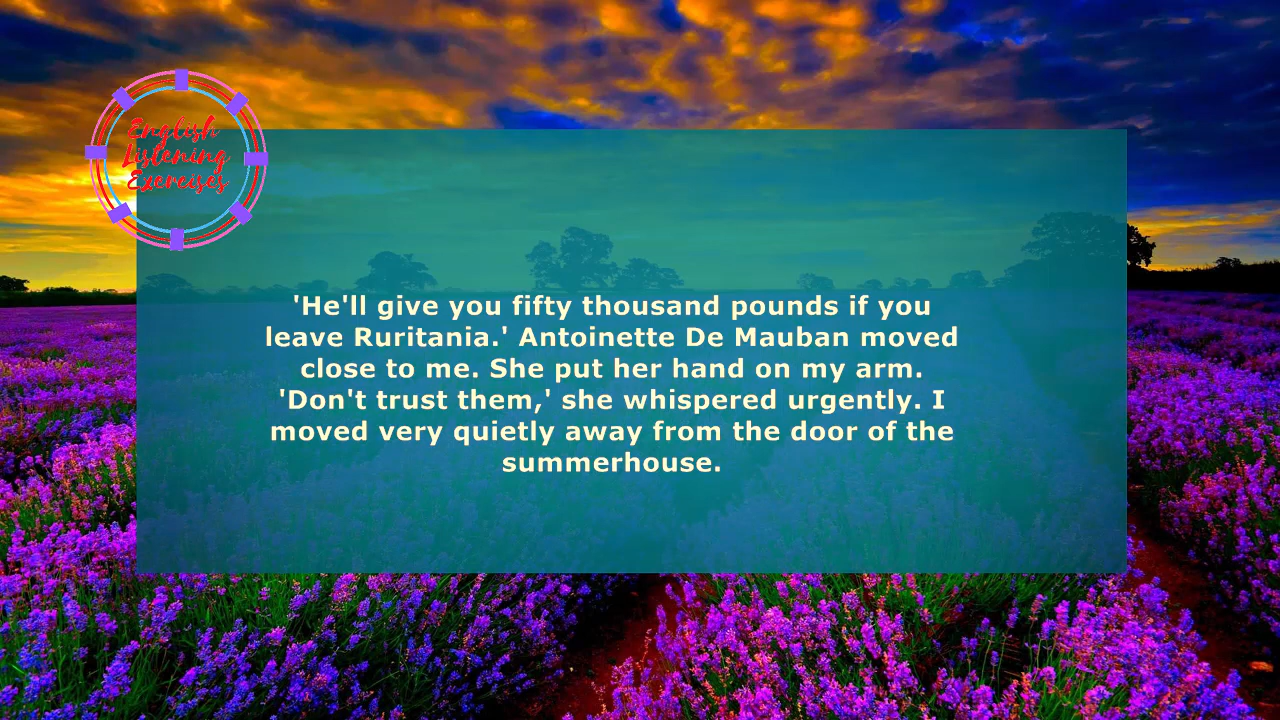 English
Listening
Exercises
'He'll give you fifty thousand pounds if you
leave Ruritania.' Antoinette De Mauban moved
close to me. She put her hand on my arm.
'Don't trust them,' she whispered urgently. I
moved very quietly away from the door of the
summerhouse.